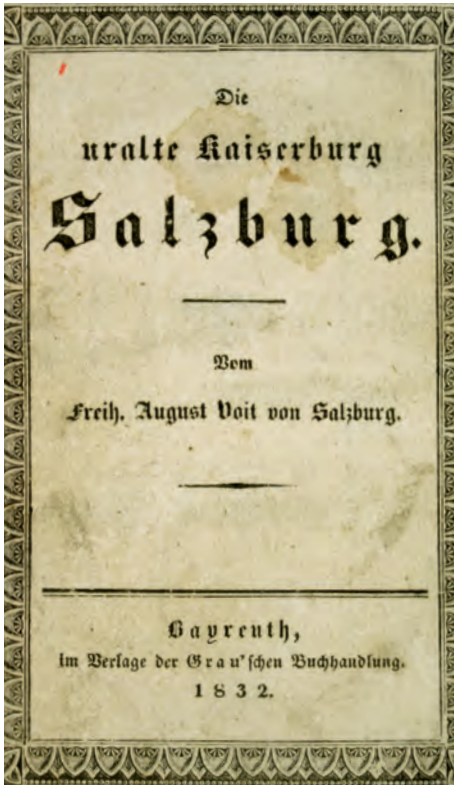 Die
uralte Kaiserburg
Salzburg.
Vom
Freih. August Voit von Salzburg.
Bayreuth,
Im Verlage der Grau'schen Buchhandlung.
1832.